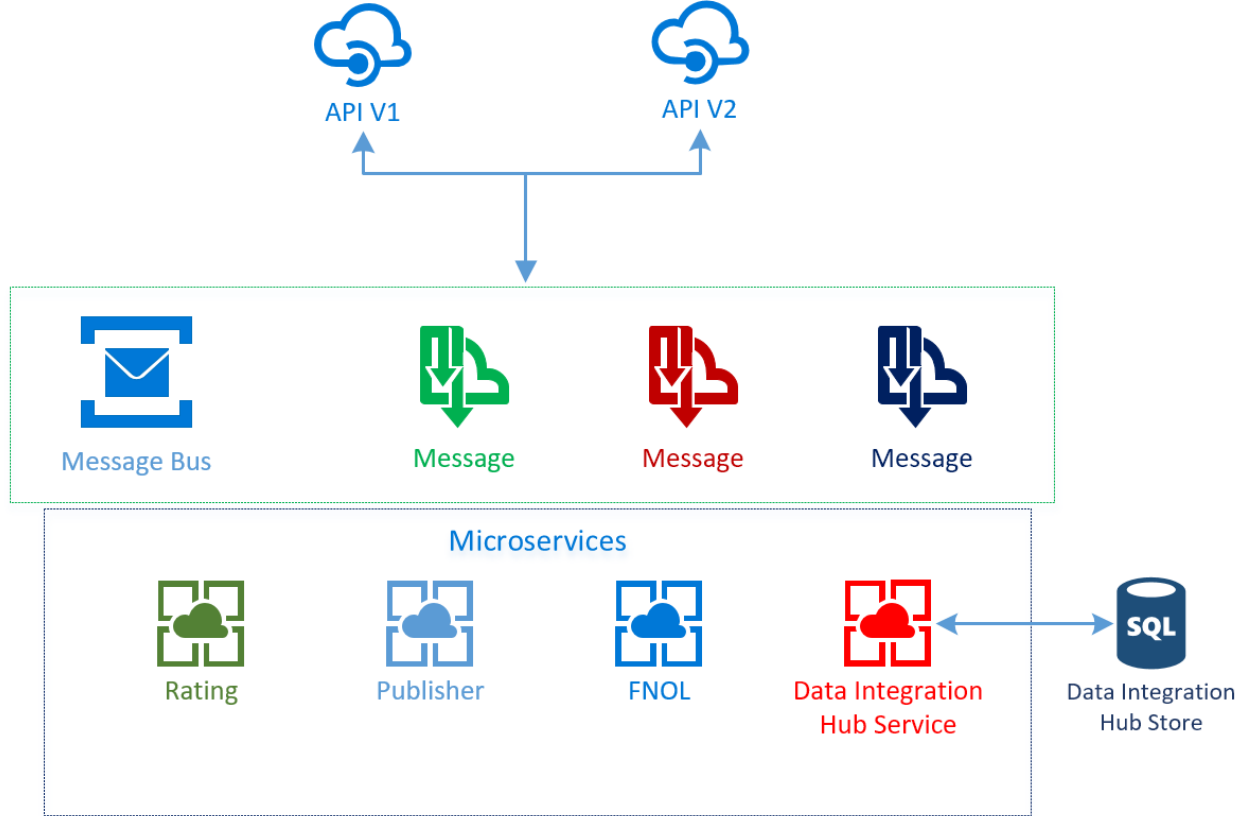 API V1
API V2
Message Bus
Message
Message
Message
Microservices
Rating
Publisher
FNOL
Data Integration
Hub Service
SQL
Data Integration
Hub Store